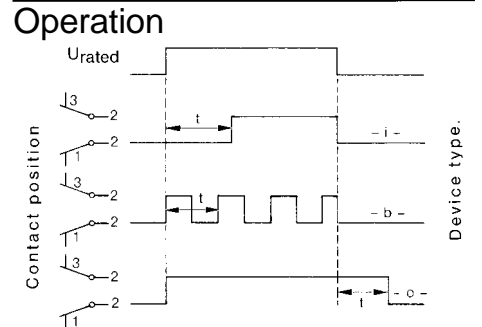 Operation
Urated
3
2
t
2
- i -
1
3
2
t
2
- b -
1
3
2
2
t
- o -
1
Contact position
Device type.